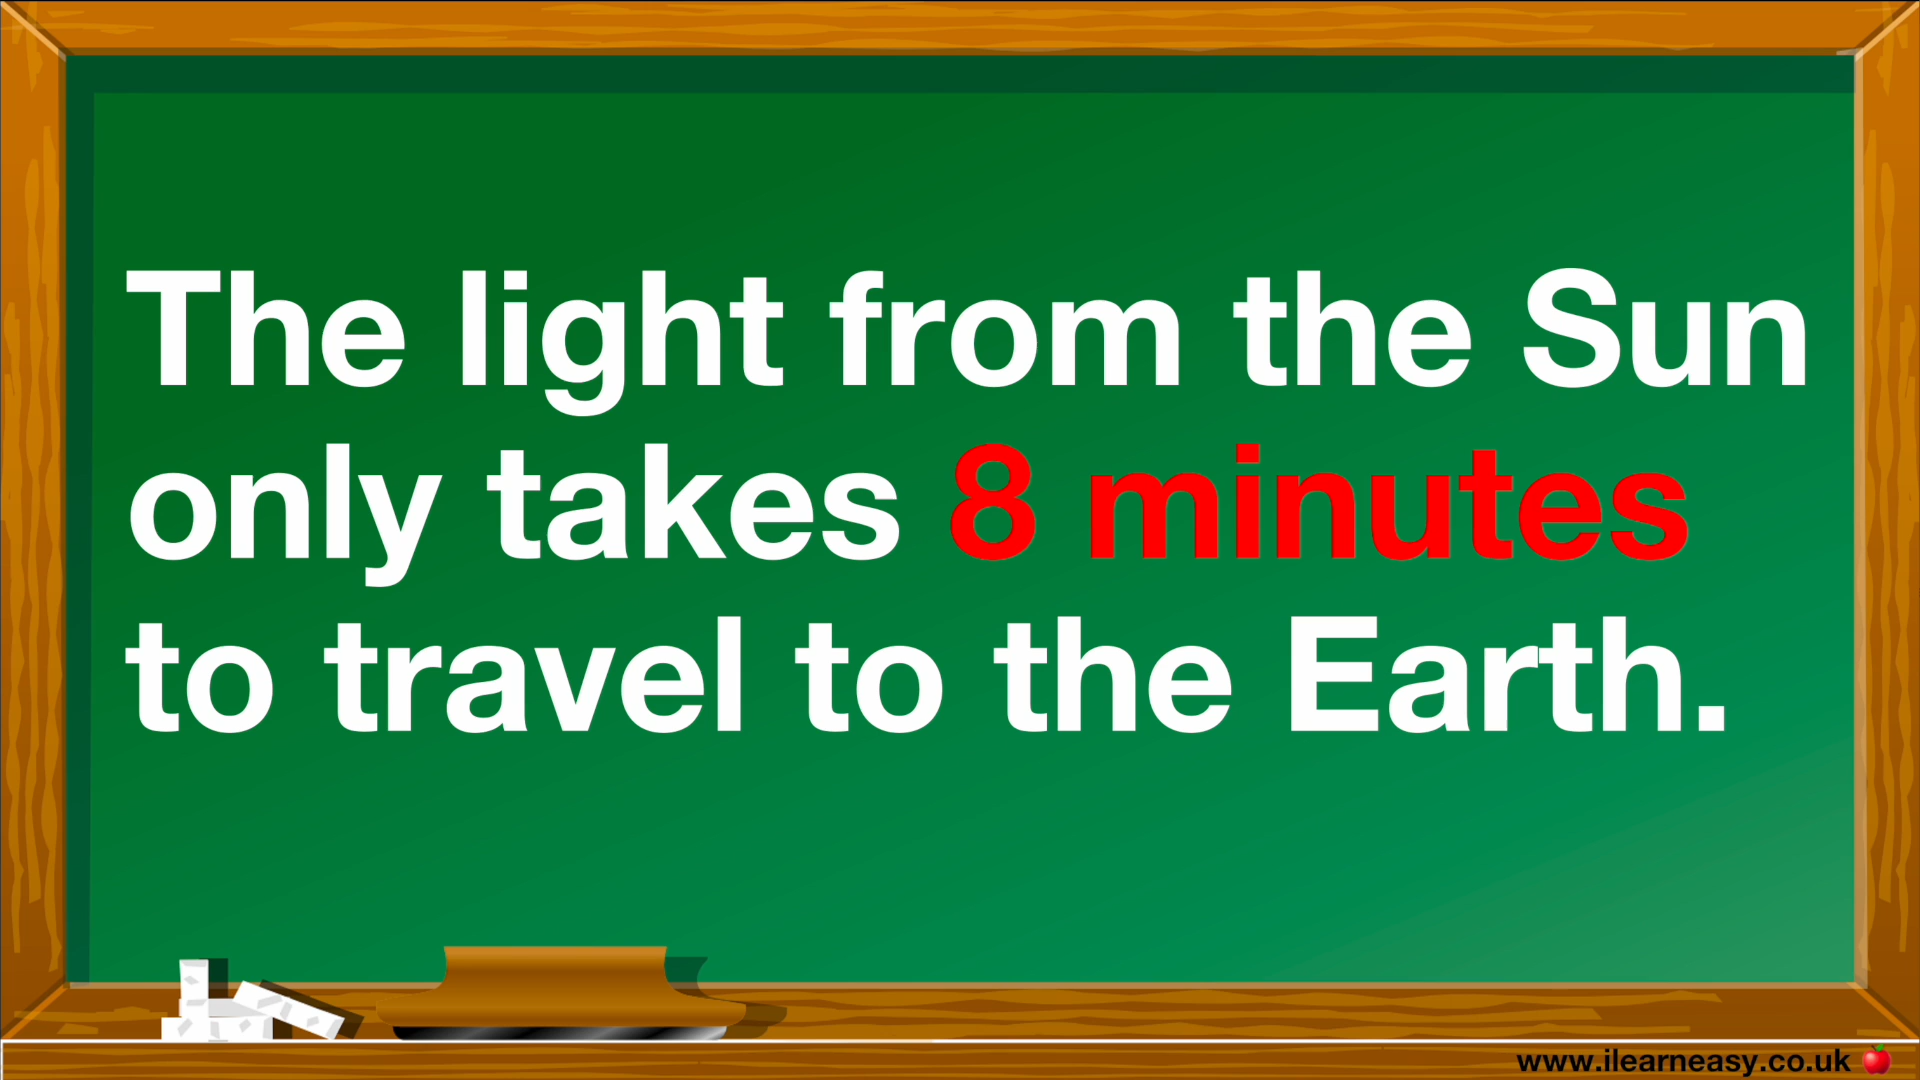 The light from the Sun
only takes 8 minutes
to travel to the Earth.
www.ilearneasy.co.uk